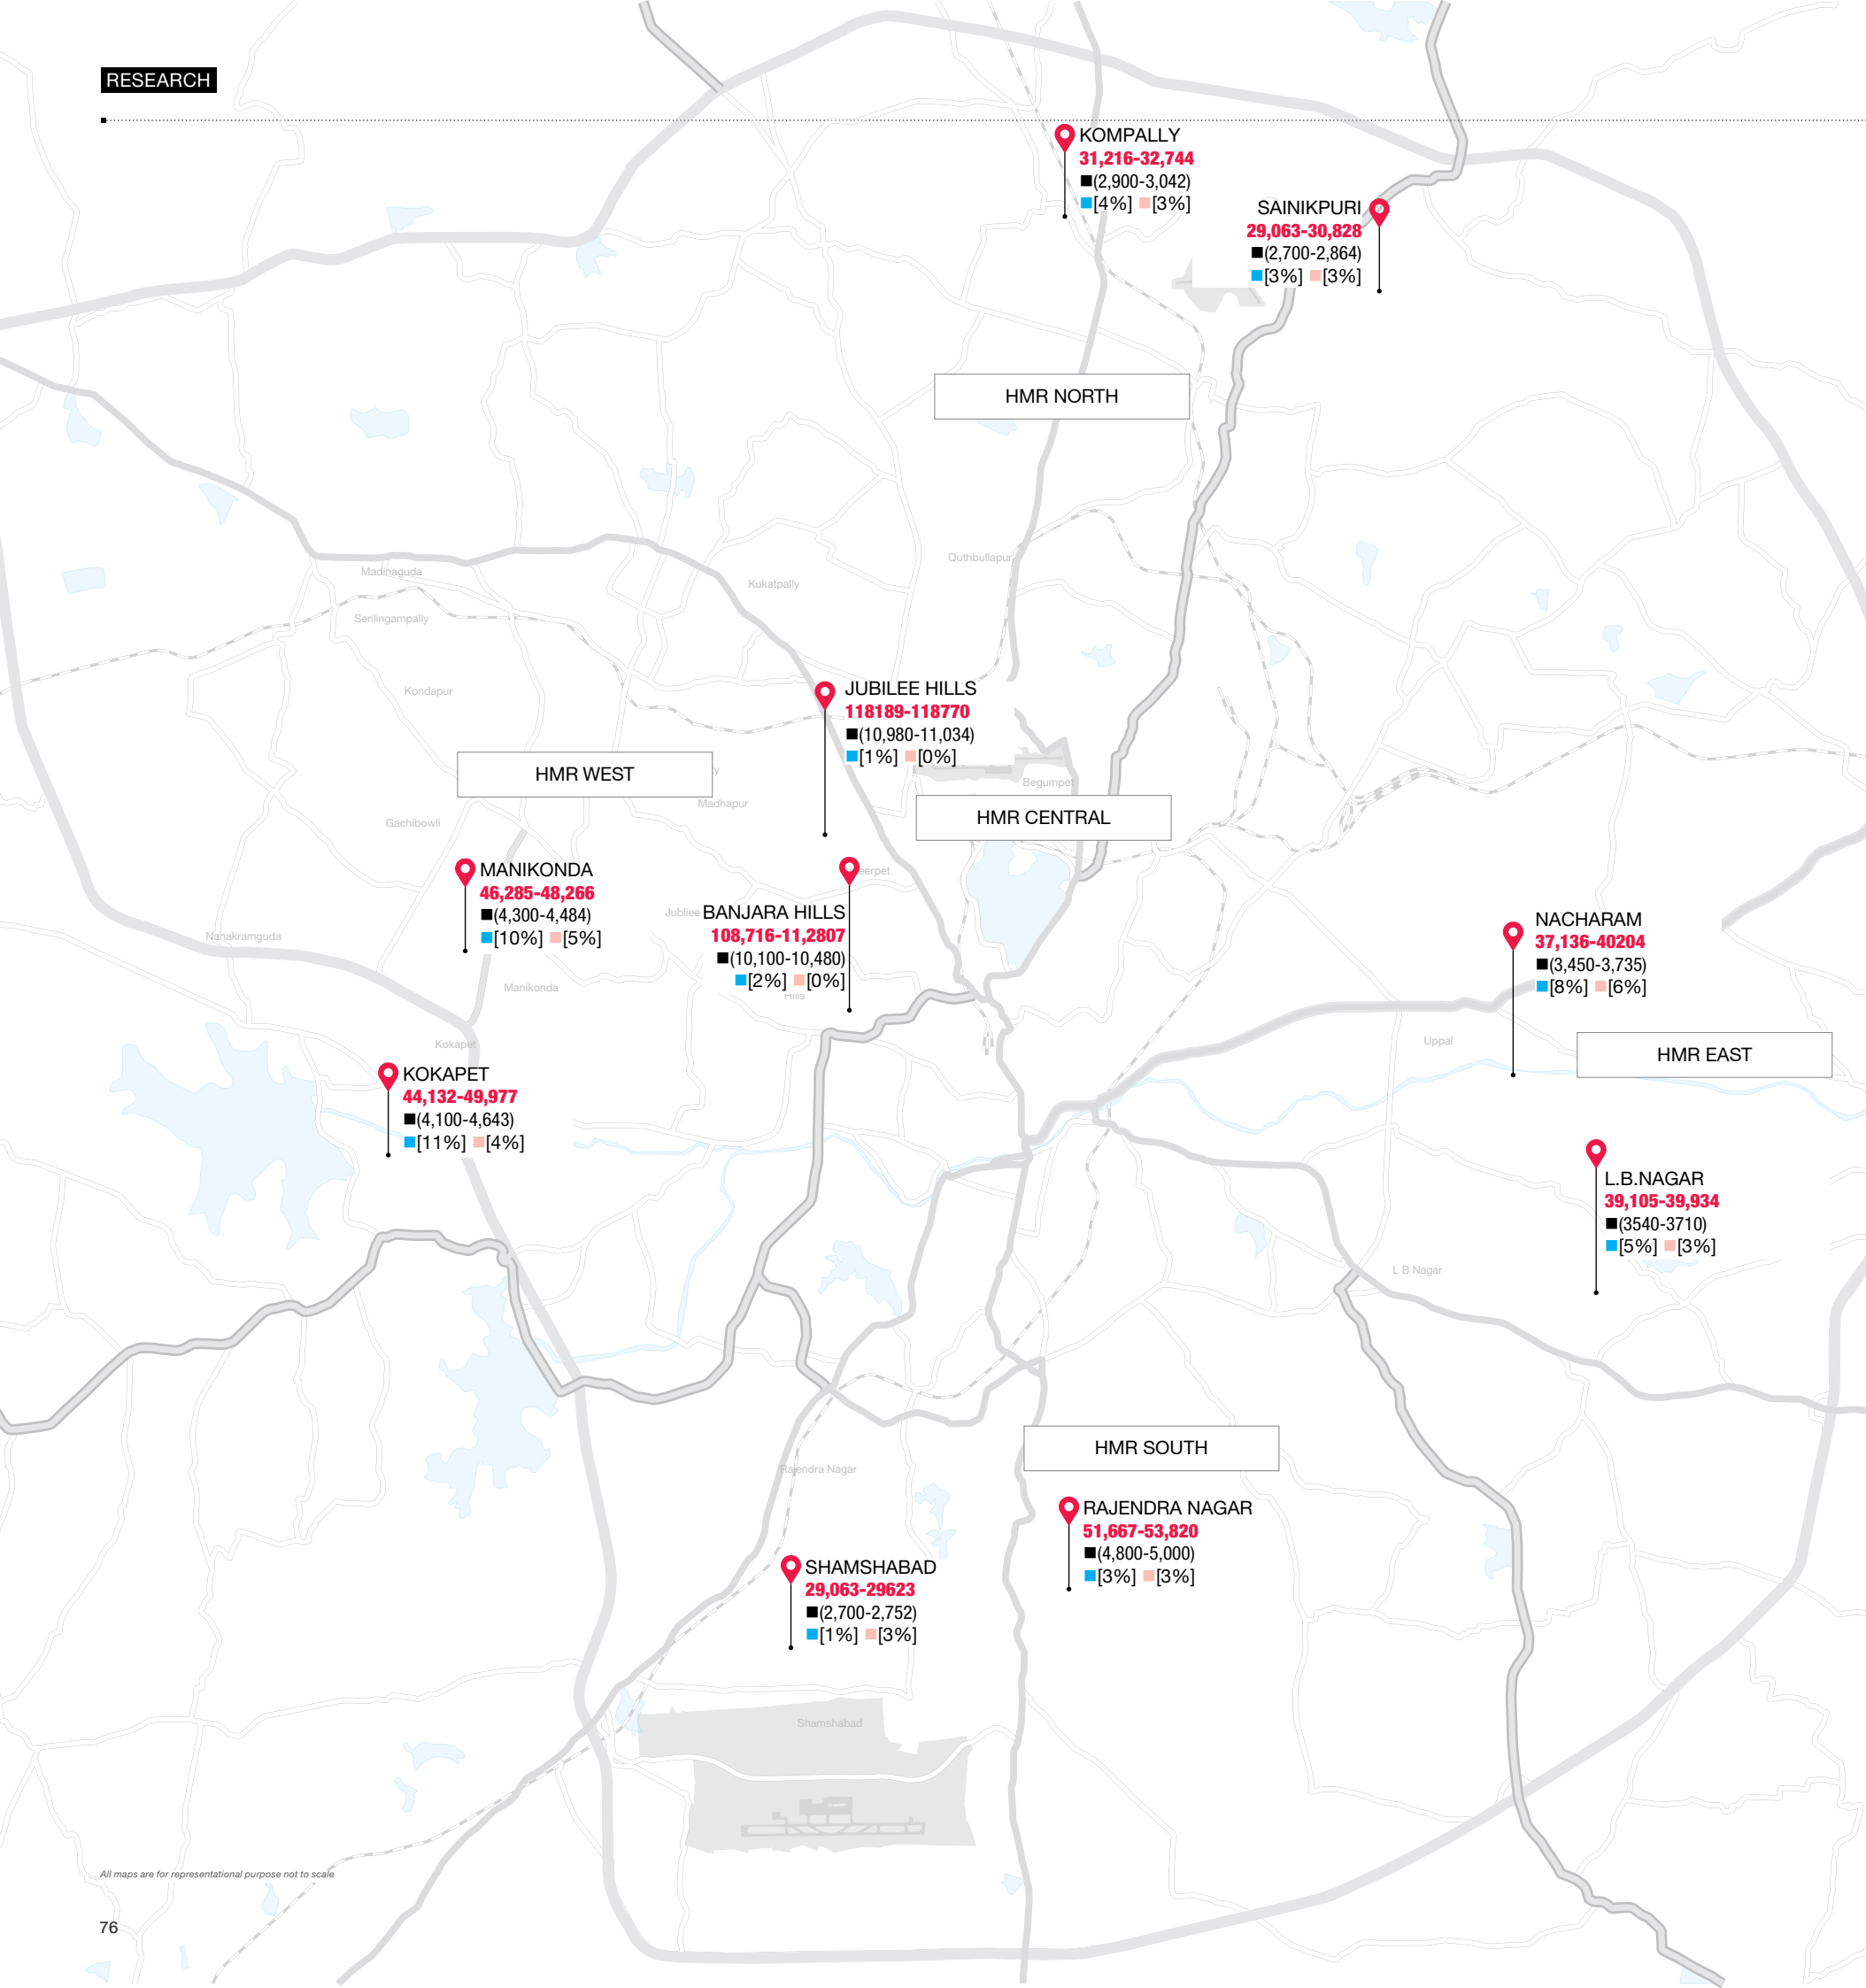 RESEARCH
KOMPALLY
31,216-32,744
(2,900-3,042)
[4%] [3%]
SAINIKPURI
29,063-30,828
(2,700-2,864)
[3%] [3%]
HMR NORTH
Quthbullapur
Madinaguda
Kukatpally
Serilingampally
Kondapur
JUBILEE HILLS
118189-118770
(10,980-11,034)
[1%] [0%]
HMR WEST
y
Begumpet
Madhapur
HMR CENTRAL
Gachibowli
MANIKONDA
46,285-48,266
(4,300-4,484)
[10%] [5%]
eerpet
Jubliee
BANJARA HILLS
108,716-11,2807
(10,100-10,480)
[2%] [0%]
Hills
NACHARAM
37,136-40204
(3,450-3,735)
[8%] [6%]
Nanakramguda
Manikonda
Kokapet
Uppal
HMR EAST
KOKAPET
44,132-49,977
(4,100-4,643)
[11%] [4%]
L.B.NAGAR
39,105-39,934
(3540-3710)
[5%] [3%]
L B Nagar
HMR SOUTH
Rajendra Nagar
RAJENDRA NAGAR
51,667-53,820
(4,800-5,000)
[3%] [3%]
SHAMSHABAD
29,063-29623
(2,700-2,752)
[1%] [3%]
Shamshabad
All maps are for representational purpose not to scale
76